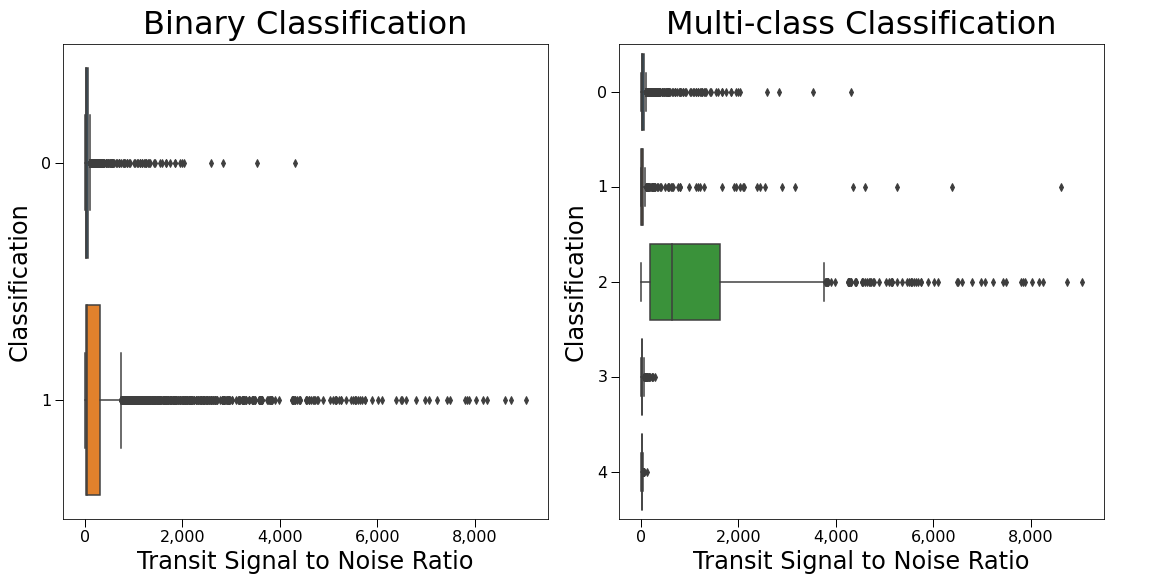 Binary Classification
Classification
0
1
0
2,000
4,000
6,000
8,000
Transit Signal to Noise Ratio
Multi-class Classification
Classification
0
1
2
3
4
0
2,000
4,000
6,000
8,000
Transit Signal to Noise Ratio